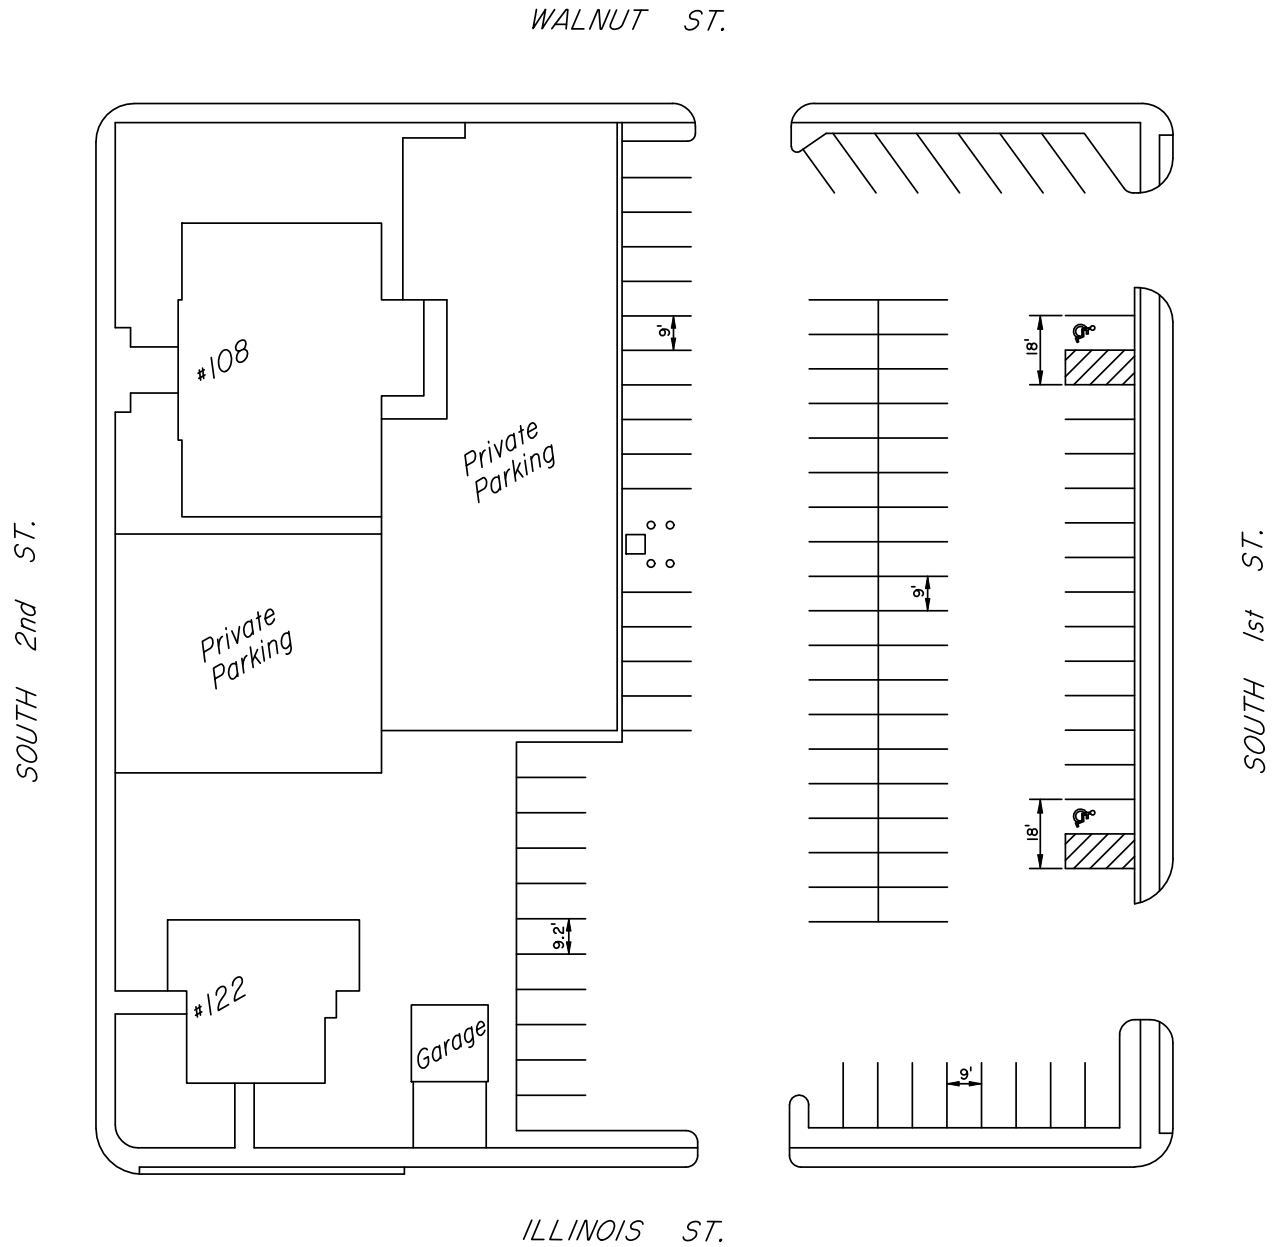 WALNUT ST.
9'
18'
#108
Private
Parking
SOUTH 2nd ST.
SOUTH 1st ST.
9'
Private
Parking
18'
9.2'
#122
Garage
9'
ILLINOIS ST.